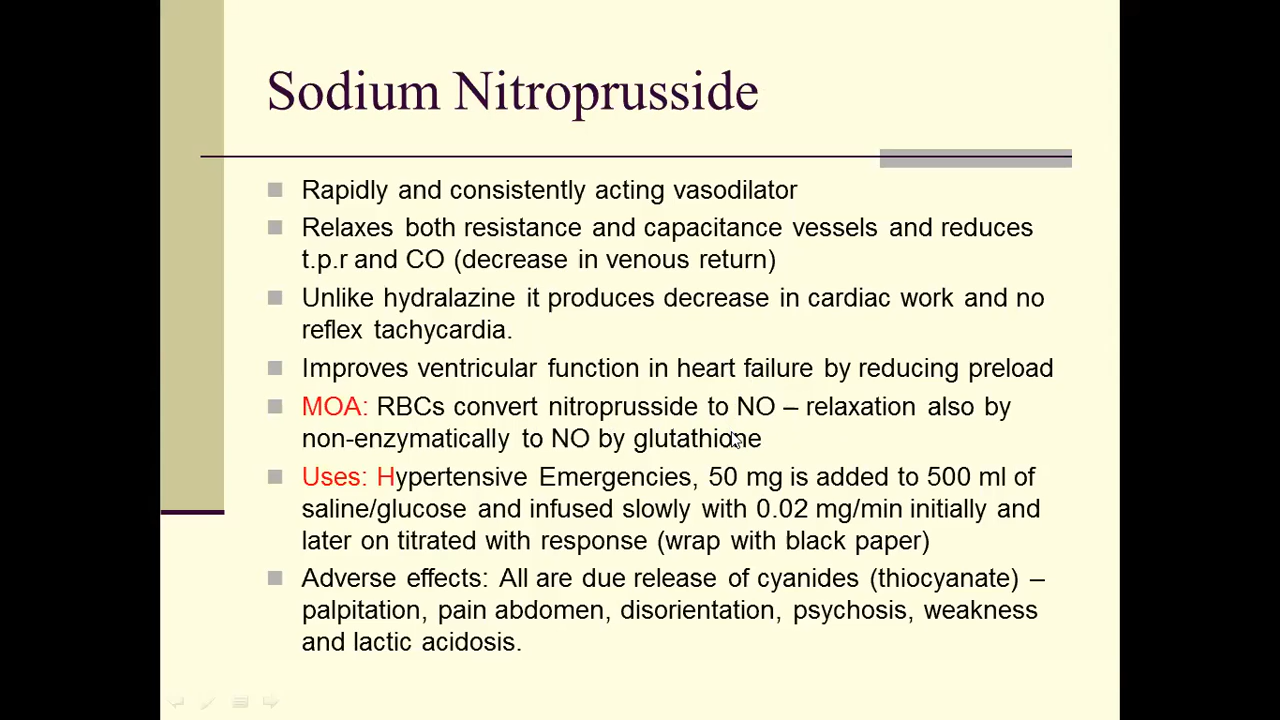 Sodium Nitroprusside
Rapidly and consistently acting vasodilator
Relaxes both resistance and capacitance vessels and reduces
t.p.r and CO (decrease in venous return)
Unlike hydralazine it produces decrease in cardiac work and no
reflex tachycardia.
Improves ventricular function in heart failure by reducing preload
MOA: RBCs convert nitroprusside to NO – relaxation also by
non-enzymatically to NO by glutathione
Uses: Hypertensive Emergencies, 50 mg is added to 500 ml of
saline/glucose and infused slowly with 0.02 mg/min initially and
later on titrated with response (wrap with black paper)
Adverse effects: All are due release of cyanides (thiocyanate) –
palpitation, pain abdomen, disorientation, psychosis, weakness
and lactic acidosis.